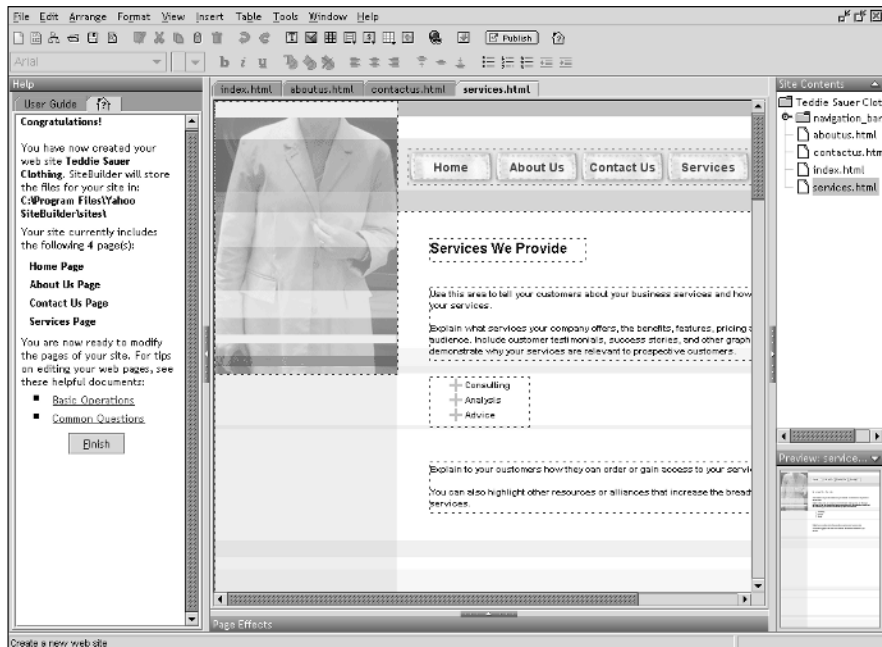 File Edit Arrange Format View Insert Table Tools Window Help
Publish
Arial
b i u
Help
User Guide
Congratulations!
You have now created your
web site Teddie Sauer
Clothing. SiteBuilder will store
the files for your site in:
C:\Program Files\Yahoo
SiteBuilder\sites\
Your site currently includes
the following 4 page(s):
Home Page
About Us Page
Contact Us Page
Services Page
You are now ready to modify
the pages of your site. For tips
on editing your web pages, see
these helpful documents:
Basic Operations
Common Questions
Finish
index.html aboutus.html contactus.html services.html
Home About Us Contact Us Services
Services We Provide
Use this area to tell your customers about your business services and how
your services.
Explain what services your company offers, the benefits, features, pricing
audience. Include customer testimonials, success stories, and other graph
demonstrate why your services are relevant to prospective customers.
Consulting
Analysis
Advice
Explain to your customers how they can order or gain access to your servi
You can also highlight other resources or alliances that increase the bread
services.
Page Effects
Site Contents
Teddie Sauer Clot
navigation_bar
aboutus.html
contactus.htm
index.html
services.html
Preview: service...
Create a new web site